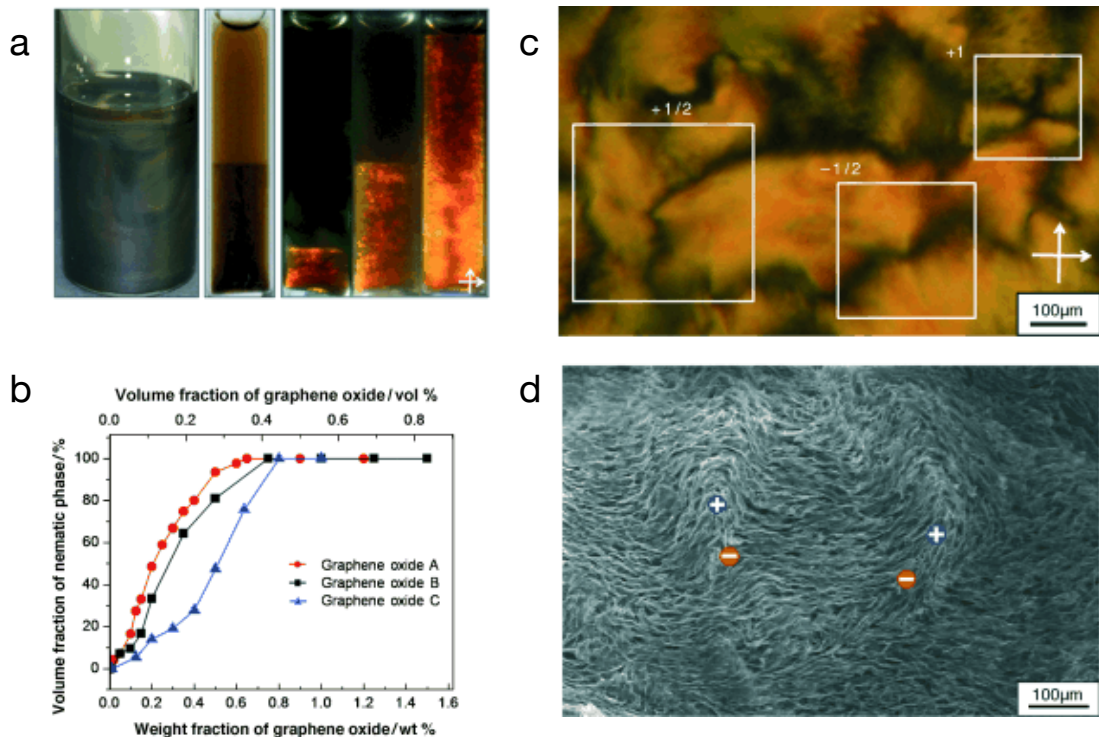 a
c
+1
+1/2
-1/2
100μm
b
Volume fraction of graphene oxide/vol %
0.0 0.2 0.4 0.6 0.8
Volume fraction of nematic phase/%
100
80
60
40
20
0
Graphene oxide A
Graphene oxide B
Graphene oxide C
0.0 0.2 0.4 0.6 0.8 1.0 1.2 1.4 1.6
Weight fraction of graphene oxide/wt %
d
+
+
−
−
100μm